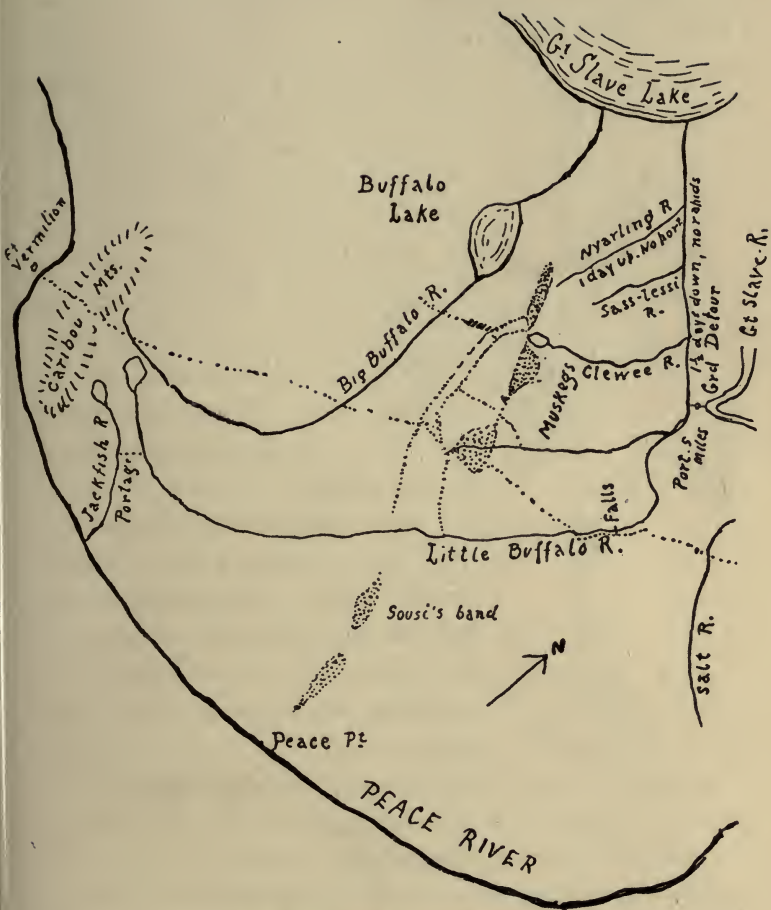 Gt Slave Lake
Buffalo
Lake
Nyarling R
1 day up. No port
Sass-Tessi
R.
1½ days down, no rapids
Grd Detour
Gt Slave R.
Ft
Vermilion
Caribou
Mts.
Big Buffalo R.
Muskegs
Clewee R.
Port. 5
miles
Jackfish R
Portage
Falls
Little Buffalo R.
Sousi's band
N
Salt R.
Peace Pt
PEACE RIVER